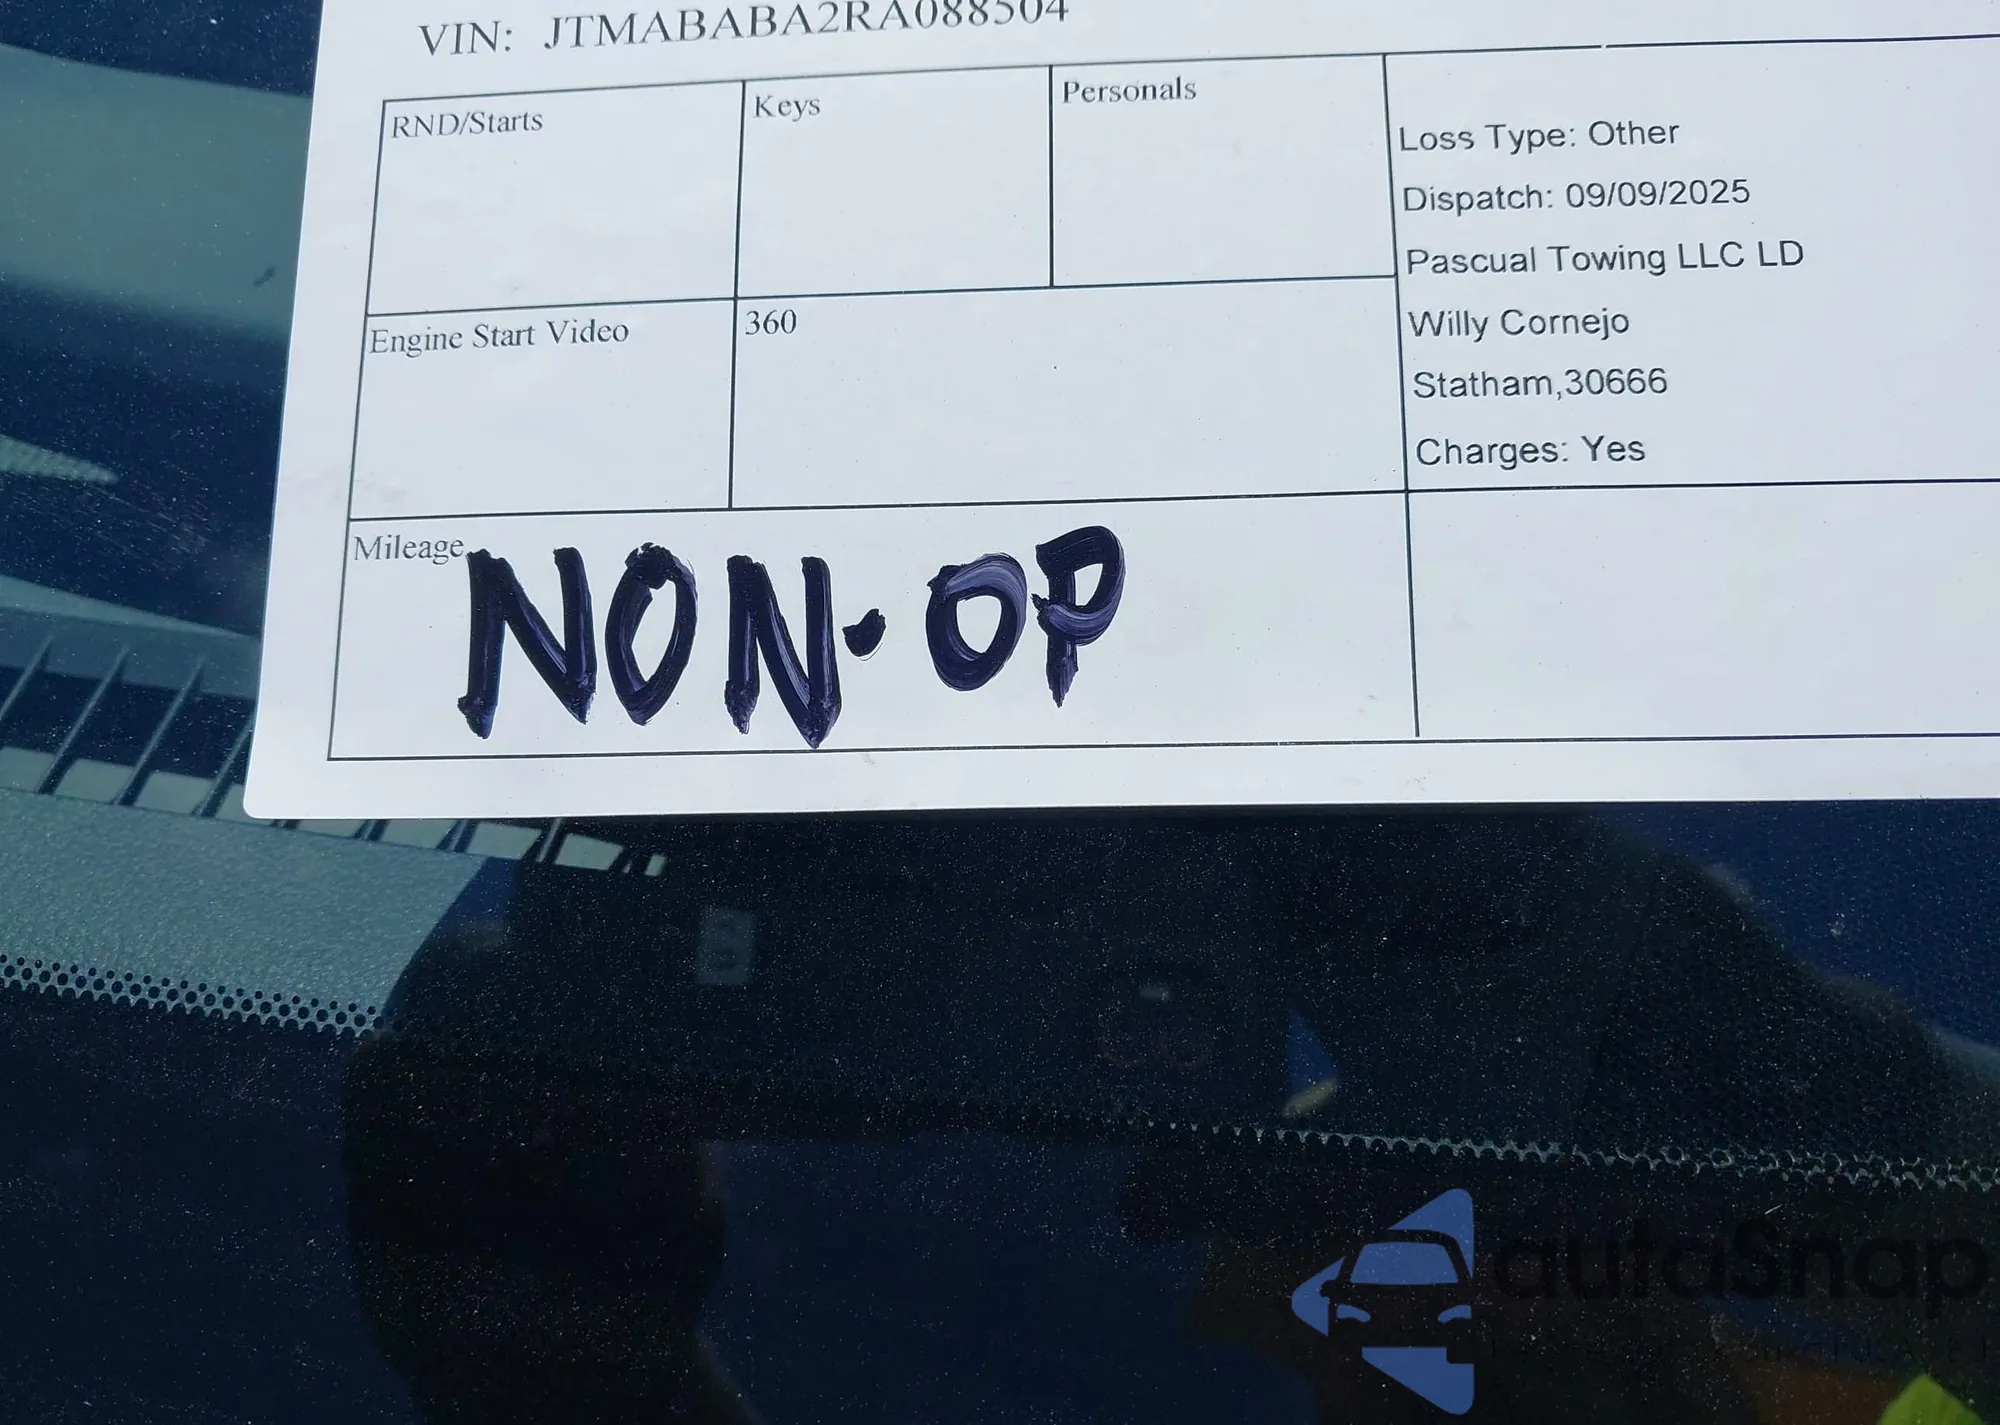 VIN: JTMABABA2RA088504
RND/Starts
Keys
Personals
Loss Type: Other
Dispatch: 09/09/2025
Pascual Towing LLC LD
Willy Cornejo
Statham,30666
Charges: Yes
Engine Start Video
360
Mileage
NON-OP
autoSnap